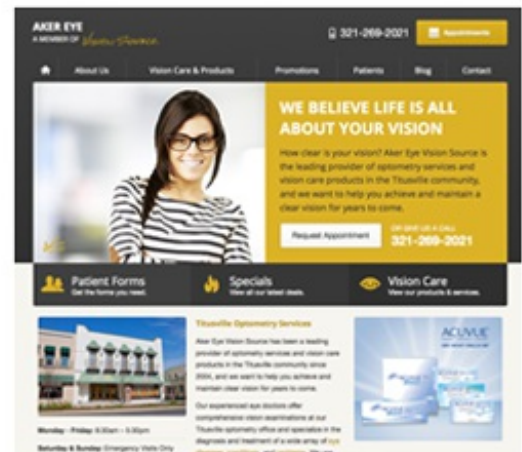 AKER EYE
A MEMBER OF Vision Source
321-269-2021
Appointments
About Us
Vision Care & Products
Promotions
Patients
Blog
Contact
WE BELIEVE LIFE IS ALL
ABOUT YOUR VISION
How clear is your vision? Aker Eye Vision Source is
the leading provider of optometry services and
vision care products in the Titusville community,
and we want to help you achieve and maintain a
clear vision for years to come.
Request Appointment
OR GIVE US A CALL
321-269-2021
Patient Forms
Get the forms you need.
Specials
View all our latest deals.
Vision Care
View our products & services.
Monday - Friday: 8:30am - 5:30pm
Saturday & Sunday: Emergency Visits Only
Titusville Optometry Services
Aker Eye Vision Source has been a leading
provider of optometry services and vision care
products in the Titusville community since
2004, and we want to help you achieve and
maintain clear vision for years to come.
Our experienced eye doctors offer
comprehensive vision examinations at our
Titusville optometry office and specialize in the
diagnosis and treatment of a wide array of eye
ACUVUE